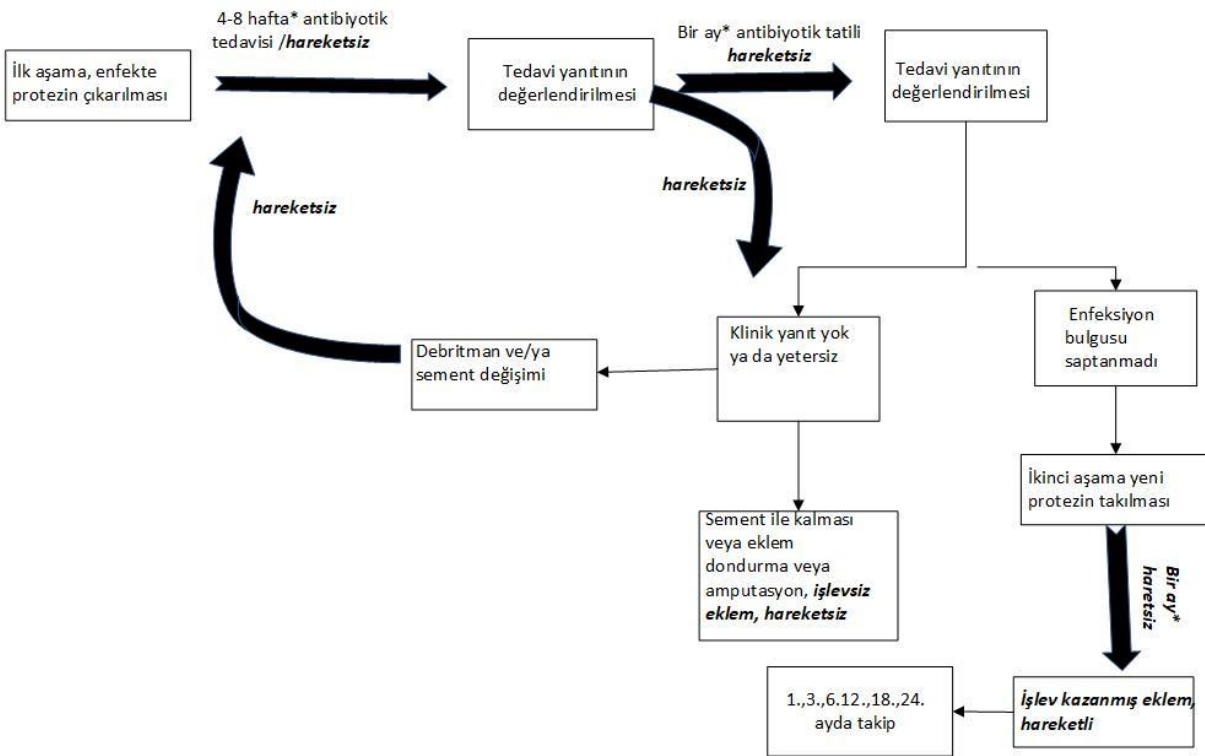 4-8 hafta* antibiyotik
tedavisi /hareketsiz
Bir ay* antibiyotik tatili
hareketsiz
İlk aşama, enfekte
protezin çıkarılması
Tedavi yanıtının
değerlendirilmesi
Tedavi yanıtının
değerlendirilmesi
hareketsiz
hareketsiz
Klinik yanıt yok
ya da yetersiz
Enfeksiyon
bulgusu
saptanmadı
Debritman ve/ya
sement değişimi
İkinci aşama yeni
protezin takılması
Sement ile kalması
veya eklem
dondurma veya
amputasyon, işlevsiz
eklem, hareketsiz
Bir ay*
haretsiz
İşlev kazanmış eklem,
hareketli
1.,3.,6.12.,18.,24.
ayda takip